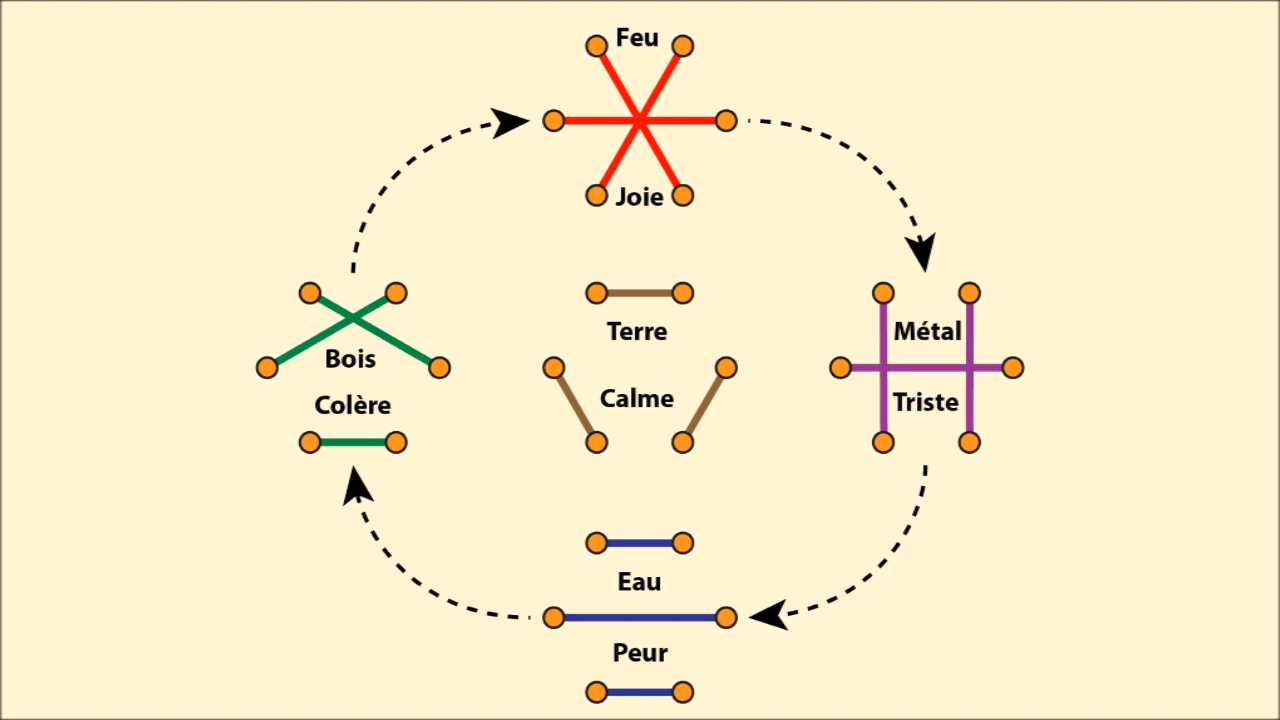 Feu
Joie
Bois
Colère
Terre
Calme
Métal
Triste
Eau
Peur